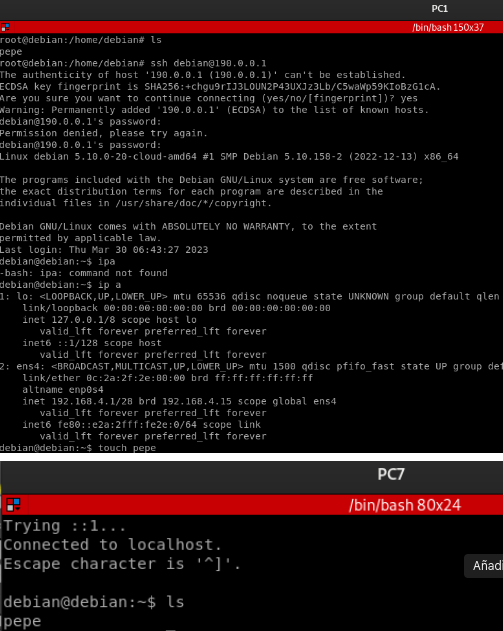 PC1
/bin/bash 150x37
root@debian:/home/debian# ls
pepe
root@debian:/home/debian# ssh debian@190.0.0.1
The authenticity of host '190.0.0.1 (190.0.0.1)' can't be established.
ECDSA key fingerprint is SHA256:+chgu9rIJ3LOUN2P43UXJz3Lb/C5waWp59KIoBzG1cA.
Are you sure you want to continue connecting (yes/no/[fingerprint])? yes
Warning: Permanently added '190.0.0.1' (ECDSA) to the list of known hosts.
debian@190.0.0.1's password:
Permission denied, please try again.
debian@190.0.0.1's password:
Linux debian 5.10.0-20-cloud-amd64 #1 SMP Debian 5.10.158-2 (2022-12-13) x86_64
The programs included with the Debian GNU/Linux system are free software;
the exact distribution terms for each program are described in the
individual files in /usr/share/doc/*/copyright.
Debian GNU/Linux comes with ABSOLUTELY NO WARRANTY, to the extent
permitted by applicable law.
Last login: Thu Mar 30 06:43:27 2023
debian@debian:~$ ipa
-bash: ipa: command not found
debian@debian:~$ ip a
1: lo: <LOOPBACK,UP,LOWER_UP> mtu 65536 qdisc noqueue state UNKNOWN group default qlen
link/loopback 00:00:00:00:00:00 brd 00:00:00:00:00:00
inet 127.0.0.1/8 scope host lo
valid_lft forever preferred_lft forever
inet6 ::1/128 scope host
valid_lft forever preferred_lft forever
2: ens4: <BROADCAST,MULTICAST,UP,LOWER_UP> mtu 1500 qdisc pfifo_fast state UP group def
link/ether 0c:2a:2f:2e:00:00 brd ff:ff:ff:ff:ff:ff
altname enp0s4
inet 192.168.4.1/28 brd 192.168.4.15 scope global ens4
valid_lft forever preferred_lft forever
inet6 fe80::e2a:2fff:fe2e:0/64 scope link
valid_lft forever preferred_lft forever
debian@debian:~$ touch pepe
PC7
/bin/bash 80x24
Trying ::1...
Connected to localhost.
Escape character is '^]'.
Añadi
debian@debian:~$ ls
pepe